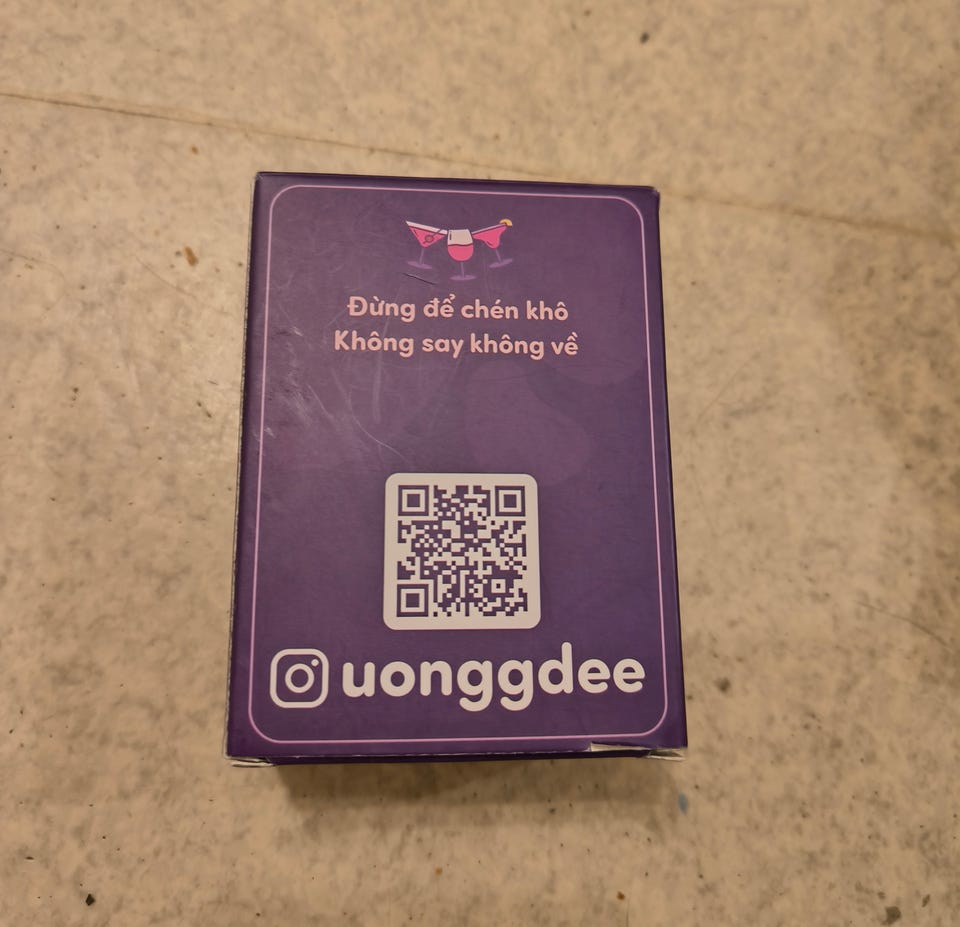 Đừng để chén khô
Không say không về
uonggdee